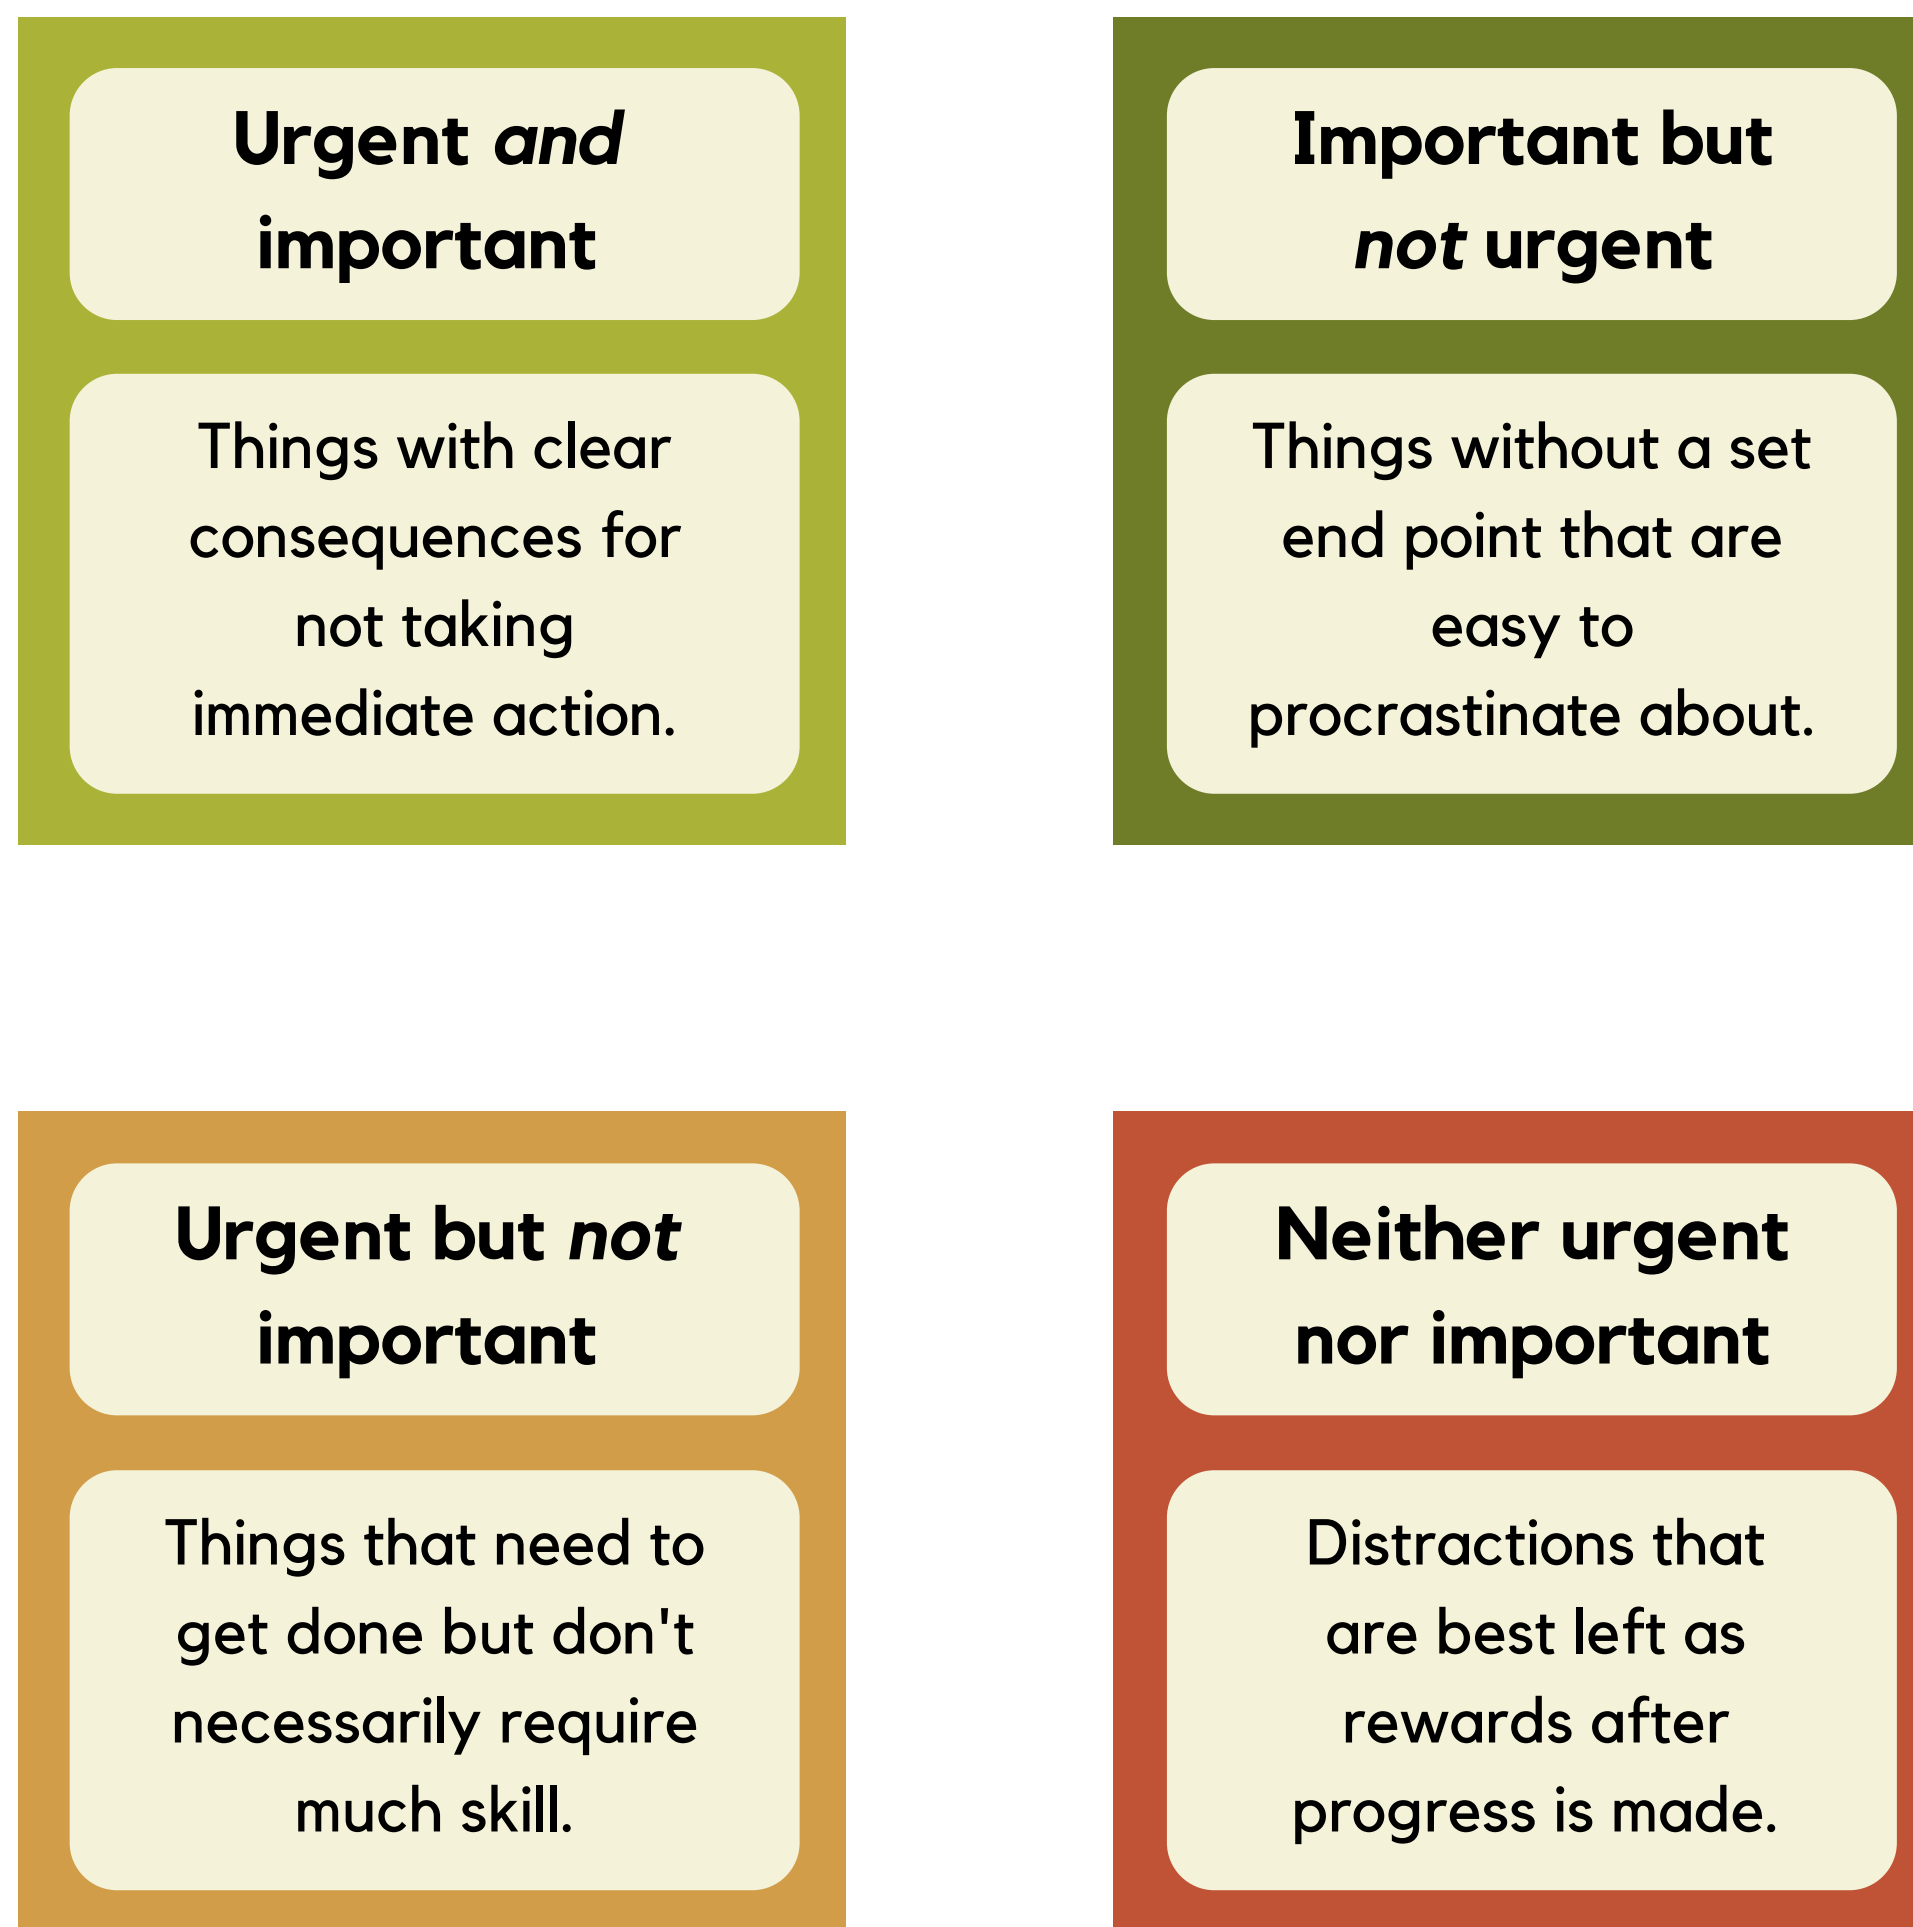 Urgent and
important
Things with clear
consequences for
not taking
immediate action.
Important but
not urgent
Things without a set
end point that are
easy to
procrastinate about.
Urgent but not
important
Things that need to
get done but don't
necessarily require
much skill.
Neither urgent
nor important
Distractions that
are best left as
rewards after
progress is made.